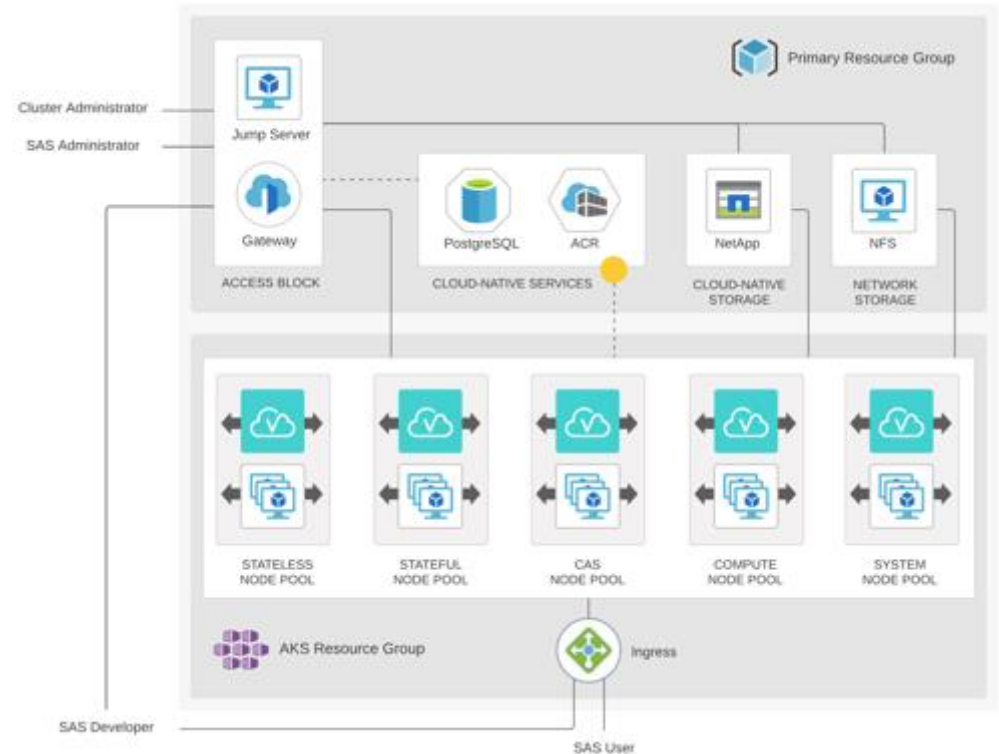 Primary Resource Group
Cluster Administrator
SAS Administrator
Jump Server
Gateway
ACCESS BLOCK
PostgreSQL
ACR
CLOUD-NATIVE SERVICES
NetApp
CLOUD-NATIVE
STORAGE
NFS
NETWORK
STORAGE
STATELESS
NODE POOL
STATEFUL
NODE POOL
CAS
NODE POOL
COMPUTE
NODE POOL
SYSTEM
NODE POOL
AKS Resource Group
Ingress
SAS Developer
SAS User